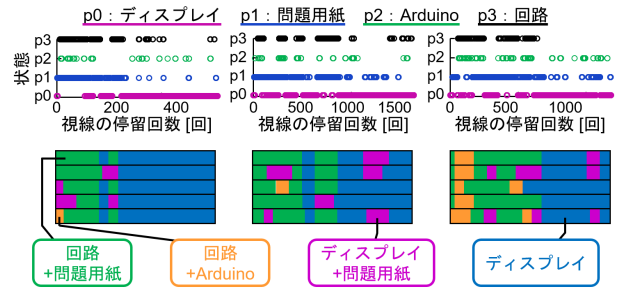 p0：ディスプレイ p1：問題用紙 p2：Arduino p3：回路
状態
p3
p2
p1
p0
0 200 400
視線の停留回数 [回]
p3
p2
p1
p0
0 500 1000 1500
視線の停留回数 [回]
p3
p2
p1
p0
0 500 1000
視線の停留回数 [回]
回路
+問題用紙
回路
+Arduino
ディスプレイ
+問題用紙
ディスプレイ